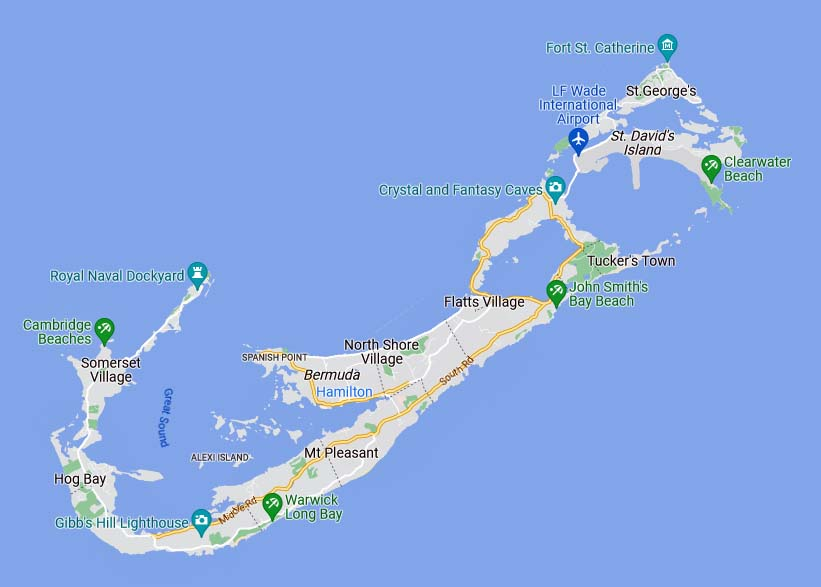 Fort St. Catherine
St.George's
LF Wade
International
Airport
St. David's
Island
Clearwater
Beach
Crystal and Fantasy Caves
Tucker's Town
Royal Naval Dockyard
John Smith's
Bay Beach
Flatts Village
Cambridge
Beaches
North Shore
Village
SPANISH POINT
Somerset
Village
Bermuda
South Rd
Hamilton
Great Sound
Mt Pleasant
ALEXI ISLAND
Hog Bay
Warwick
Long Bay
Middle Rd
Gibb's Hill Lighthouse